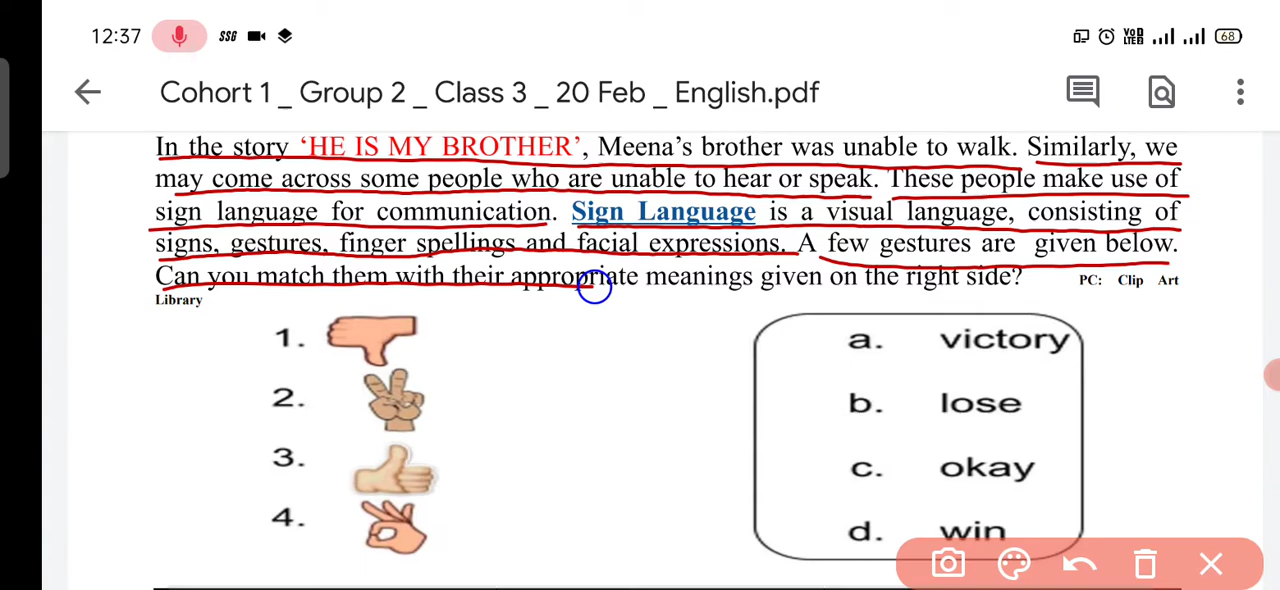 12:37 SSG VoD LTED 68
Cohort 1 _ Group 2 _ Class 3 _ 20 Feb _ English.pdf
In the story ‘HE IS MY BROTHER’, Meena’s brother was unable to walk. Similarly, we
may come across some people who are unable to hear or speak. These people make use of
sign language for communication. Sign Language is a visual language, consisting of
signs, gestures, finger spellings and facial expressions. A few gestures are given below.
Can you match them with their appropriate meanings given on the right side? PC: Clip Art
Library
1.
2.
3.
4.
a. victory
b. lose
c. okay
d. win